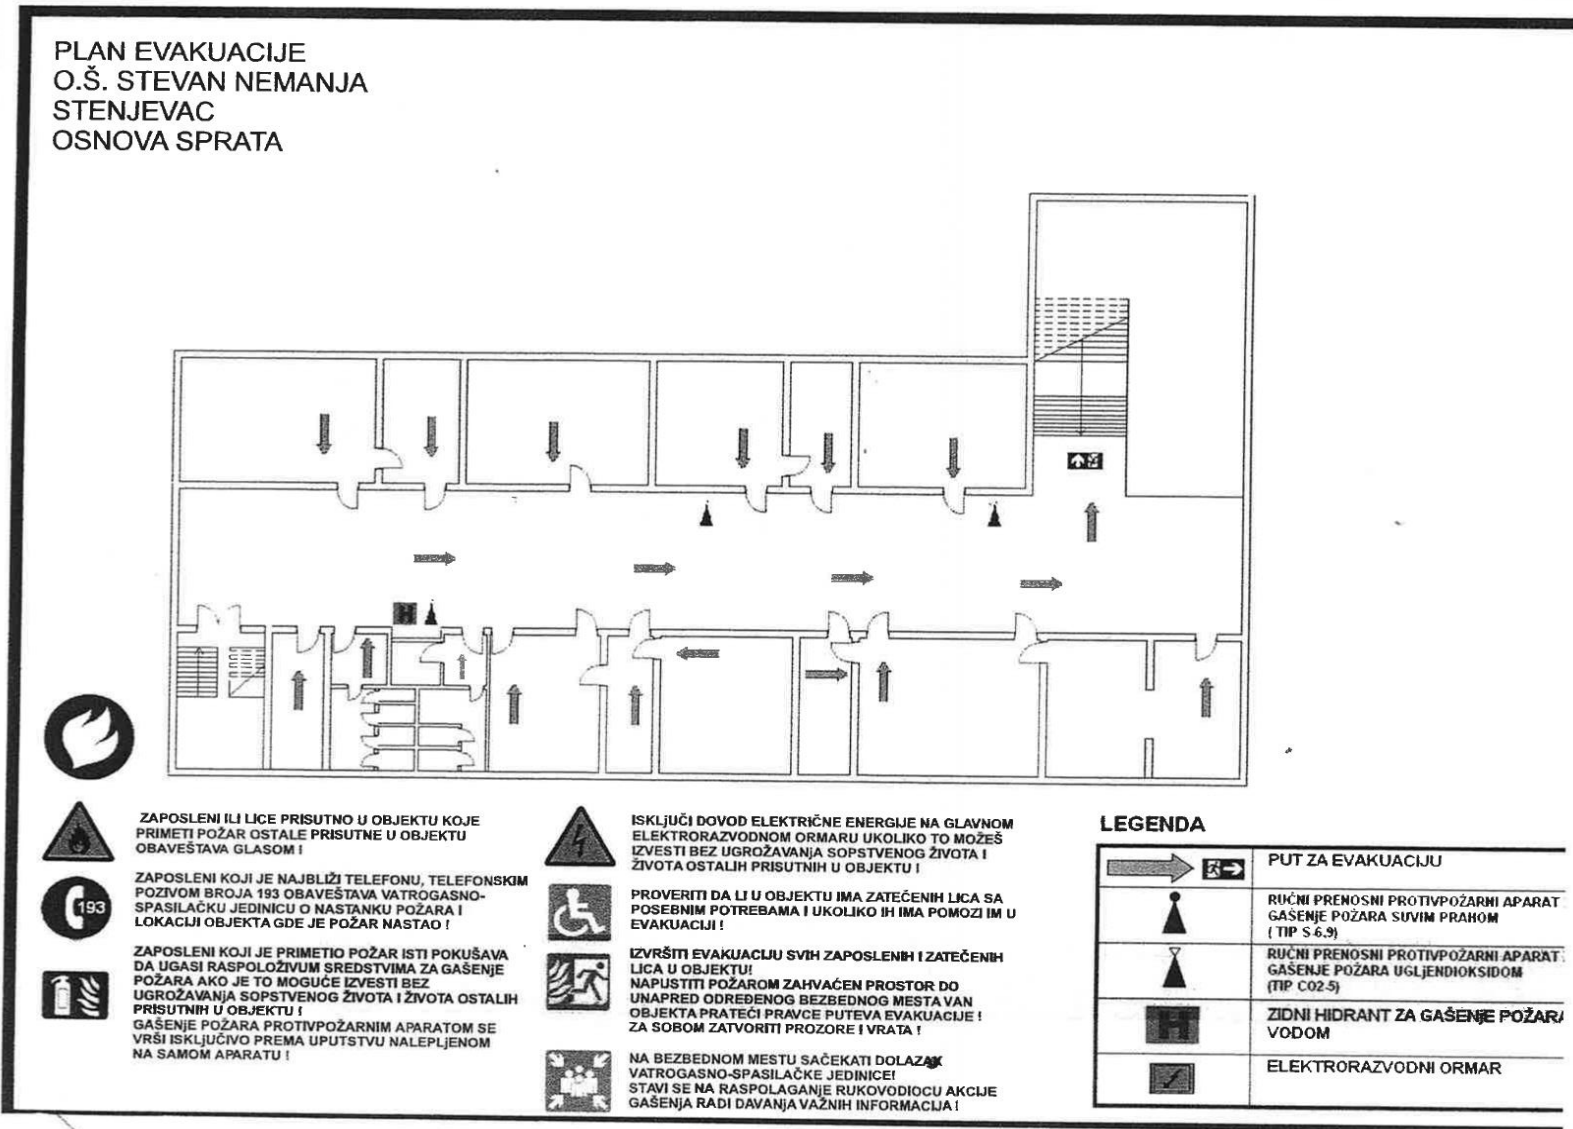 PLAN EVAKUACIJE
O.Š. STEVAN NEMANJA
STENJEVAC
OSNOVA SPRATA
H
ZAPOSLENI ILI LICE PRISUTNO U OBJEKTU KOJE
PRIMETI POŽAR OSTALE PRISUTNE U OBJEKTU
OBAVEŠTAVA GLASOM !
193
ZAPOSLENI KOJI JE NAJBLIŽI TELEFONU, TELEFONSKIM
POZIVOM BROJA 193 OBAVEŠTAVA VATROGASNO-
SPASILAČKU JEDINICU O NASTANKU POŽARA I
LOKACIJI OBJEKTA GDE JE POŽAR NASTAO !
ZAPOSLENI KOJI JE PRIMETIO POŽAR ISTI POKUŠAVA
DA UGASI RASPOLOŽIVUM SREDSTVIMA ZA GAŠENJE
POŽARA AKO JE TO MOGUĆE IZVESTI BEZ
UGROŽAVANJA SOPSTVENOG ŽIVOTA I ŽIVOTA OSTALIH
PRISUTNIH U OBJEKTU !
GAŠENJE POŽARA PROTIVPOŽARNIM APARATOM SE
VRŠI ISKLJUČIVO PREMA UPUTSTVU NALEPLJENOM
NA SAMOM APARATU !
ISKLJUČI DOVOD ELEKTRIČNE ENERGIJE NA GLAVNOM
ELEKTRORAZVODNOM ORMARU UKOLIKO TO MOŽEŠ
IZVESTI BEZ UGROŽAVANJA SOPSTVENOG ŽIVOTA I
ŽIVOTA OSTALIH PRISUTNIH U OBJEKTU !
PROVERITI DA LI U OBJEKTU IMA ZATEČENIH LICA SA
POSEBNIM POTREBAMA I UKOLIKO IH IMA POMOZI IM U
EVAKUACIJI !
IZVRŠITI EVAKUACIJU SVIH ZAPOSLENIH I ZATEČENIH
LICA U OBJEKTU!
NAPUSTITI POŽAROM ZAHVAĆEN PROSTOR DO
UNAPRED ODREĐENOG BEZBEDNOG MESTA VAN
OBJEKTA PRATEĆI PRAVCE PUTEVA EVAKUACIJE !
ZA SOBOM ZATVORITI PROZORE I VRATA !
NA BEZBEDNOM MESTU SAČEKATI DOLAZAK
VATROGASNO-SPASILAČKE JEDINICE!
STAVI SE NA RASPOLAGANJE RUKOVODIOCU AKCIJE
GAŠENJA RADI DAVANJA VAŽNIH INFORMACIJA !
LEGENDA
PUT ZA EVAKUACIJU
RUČNI PRENOSNI PROTIVPOŽARNI APARAT
GAŠENJE POŽARA SUVIM PRAHOM
( TIP S-6,9)
RUČNI PRENOSNI PROTIVPOŽARNI APARAT
GAŠENJE POŽARA UGLJENDIOKSIDOM
(TIP CO2-5)
H
ZIDNI HIDRANT ZA GAŠENJE POŽARA
VODOM
ELEKTRORAZVODNI ORMAR